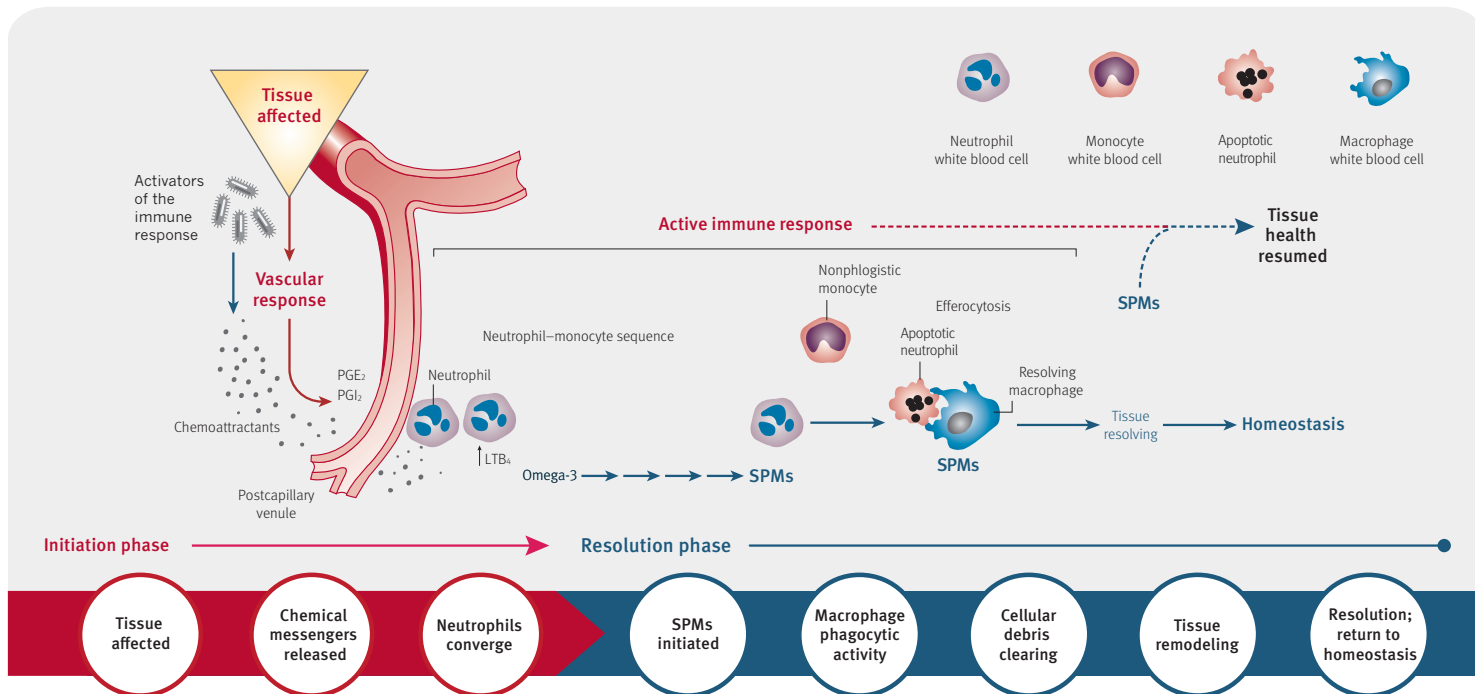 Tissue
affected
Activators
of the
immune
response
Vascular
response
Chemoattractants
PGE₂
PGI₂
Postcapillary
venule
Neutrophil
white blood cell
Monocyte
white blood cell
Apoptotic
neutrophil
Macrophage
white blood cell
Active immune response
Tissue
health
resumed
SPMs
Neutrophil–monocyte sequence
Nonphlogistic
monocyte
Efferocytosis
Apoptotic
neutrophil
Resolving
macrophage
Neutrophil
LTB₄
Omega-3
SPMs
SPMs
Tissue
resolving
Homeostasis
Initiation phase
Resolution phase
Tissue
affected
Chemical
messengers
released
Neutrophils
converge
SPMs
initiated
Macrophage
phagocytic
activity
Cellular
debris
clearing
Tissue
remodeling
Resolution;
return to
homeostasis